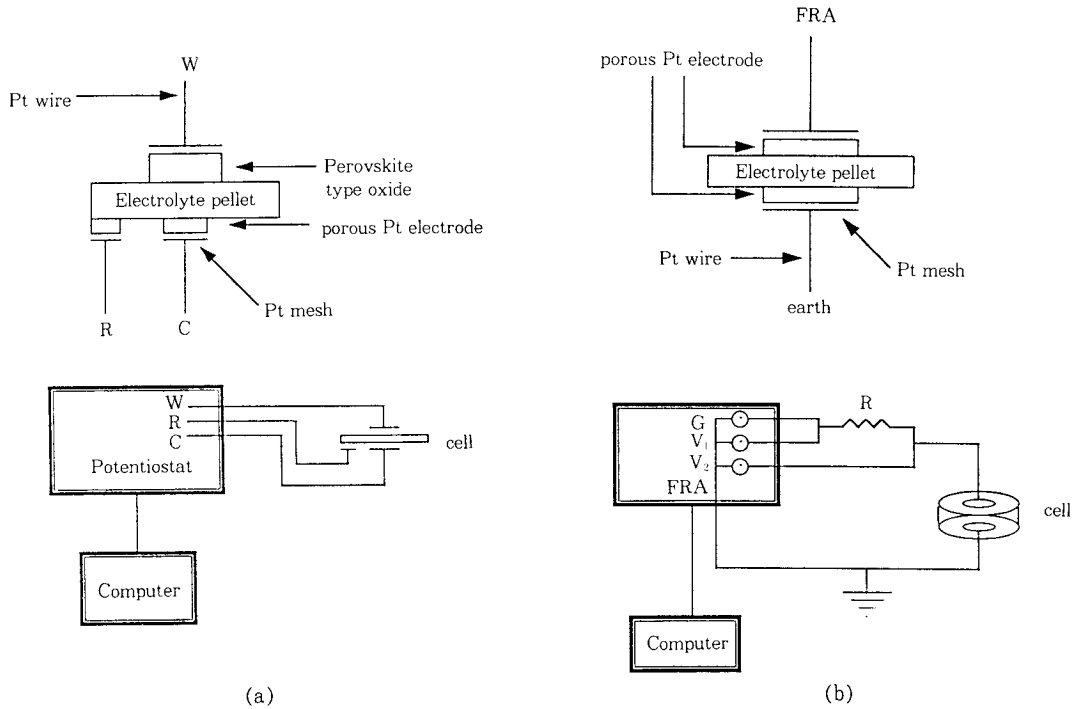 W
Pt wire
Perovskite
type oxide
Electrolyte pellet
porous Pt electrode
Pt mesh
R
C
W
R
C
Potentiostat
cell
Computer
(a)
FRA
porous Pt electrode
Electrolyte pellet
Pt wire
Pt mesh
earth
G
V₁
V₂
FRA
R
cell
Computer
(b)